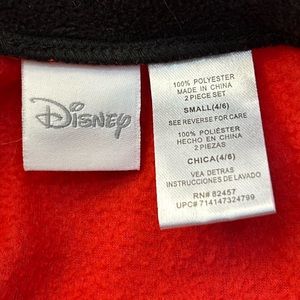 Disney
100% POLYESTER
MADE IN CHINA
2 PIECE SET
SMALL(4/6)
SEE REVERSE FOR CARE
100% POLIÉSTER
HECHO EN CHINA
2 PIEZAS
CHICA(4/6)
VEA DETRAS
INSTRUCCIONES DE LAVADO
RN# 82457
UPC# 714147324799